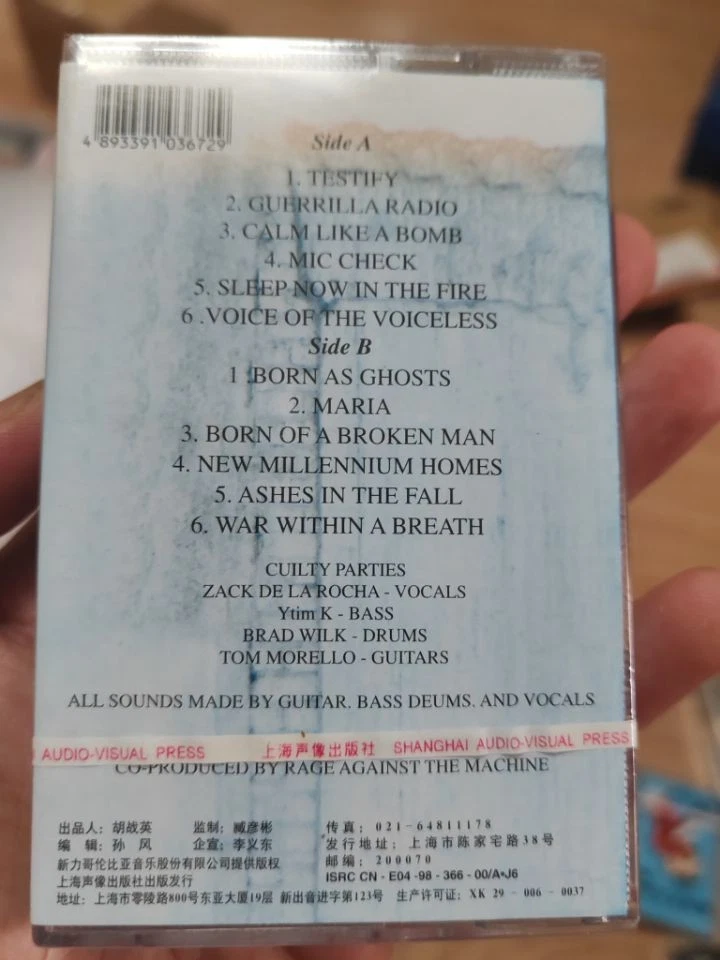 4 893391 036729
Side A
1. TESTIFY
2. GUERRILLA RADIO
3. CALM LIKE A BOMB
4. MIC CHECK
5. SLEEP NOW IN THE FIRE
6 .VOICE OF THE VOICELESS
Side B
1 .BORN AS GHOSTS
2. MARIA
3. BORN OF A BROKEN MAN
4. NEW MILLENNIUM HOMES
5. ASHES IN THE FALL
6. WAR WITHIN A BREATH
CUILTY PARTIES
ZACK DE LA ROCHA - VOCALS
Ytim K - BASS
BRAD WILK - DRUMS
TOM MORELLO - GUITARS
ALL SOUNDS MADE BY GUITAR. BASS DEUMS. AND VOCALS
AUDIO-VISUAL PRESS 上海声像出版社 SHANGHAI AUDIO-VISUAL PRESS
CO-PRODUCED BY RAGE AGAINST THE MACHINE
出品人：胡战英 监制：臧彦彬 传真：021-64811178
编 辑：孙 风 企宣：李义东 发行地址：上海市陈家宅路38号
新力哥伦比亚音乐股份有限公司提供版权 邮编：200070
上海声像出版社出版发行 ISRC CN - E04 -98 - 366 - 00/A•J6
地址：上海市零陵路800号东亚大厦19层 新出音进字第123号 生产许可证：XK 29 - 006 - 0037